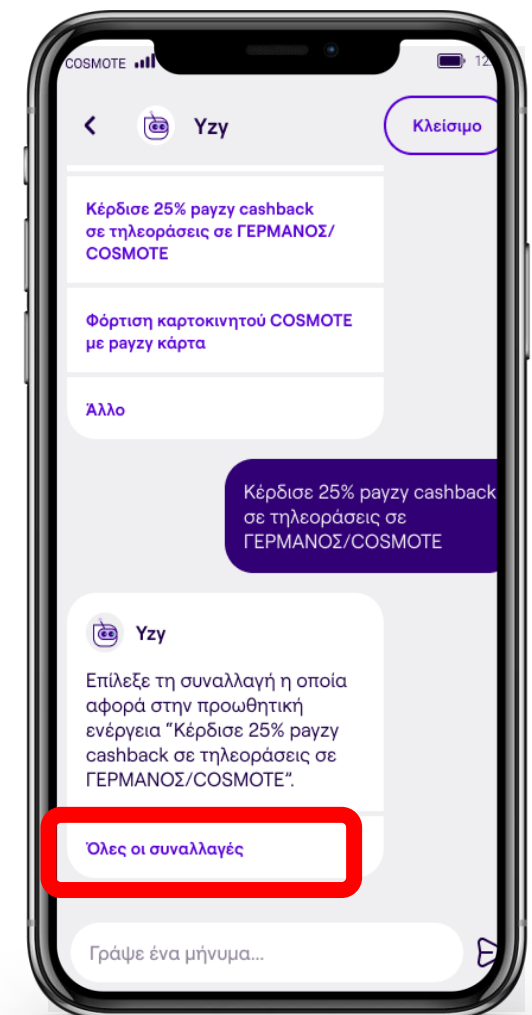 COSMOTE 12
Yzy Κλείσιμο
Κέρδισε 25% payzy cashback
σε τηλεοράσεις σε ΓΕΡΜΑΝΟΣ/
COSMOTE
Φόρτιση καρτοκινητού COSMOTE
με payzy κάρτα
Άλλο
Κέρδισε 25% payzy cashback
σε τηλεοράσεις σε
ΓΕΡΜΑΝΟΣ/COSMOTE
Yzy
Επίλεξε τη συναλλαγή η οποία
αφορά στην προωθητική
ενέργεια “Κέρδισε 25% payzy
cashback σε τηλεοράσεις σε
ΓΕΡΜΑΝΟΣ/COSMOTE“.
Όλες οι συναλλαγές
Γράψε ένα μήνυμα...